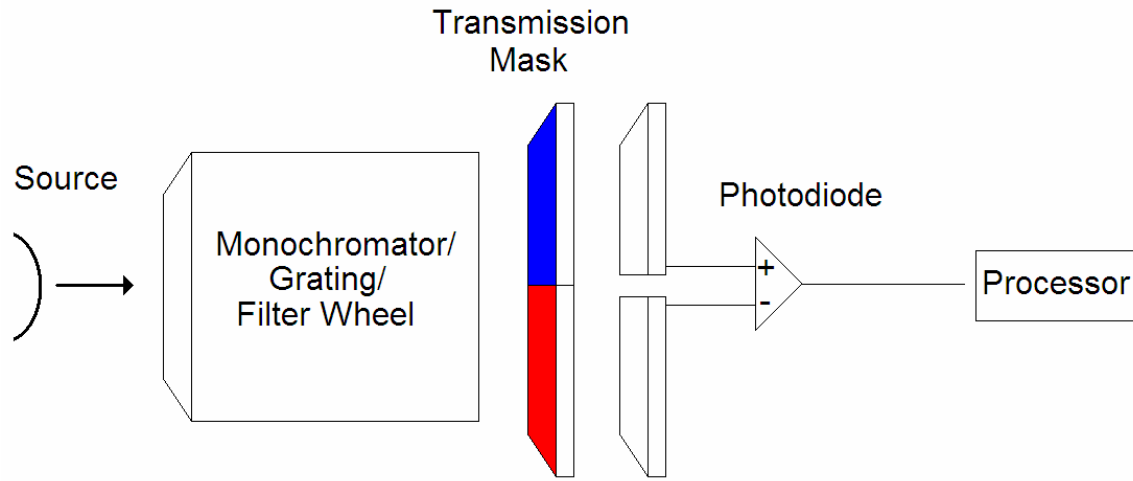 Transmission
Mask
Source
Photodiode
Monochromator/
Grating/
Filter Wheel
+
-
Processor